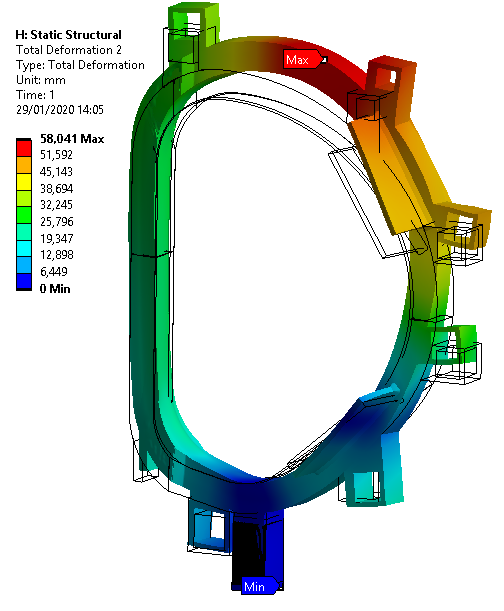 H: Static Structural
Total Deformation 2
Type: Total Deformation
Unit: mm
Time: 1
29/01/2020 14:05
58,041 Max
51,592
45,143
38,694
32,245
25,796
19,347
12,898
6,449
0 Min
Max
Min